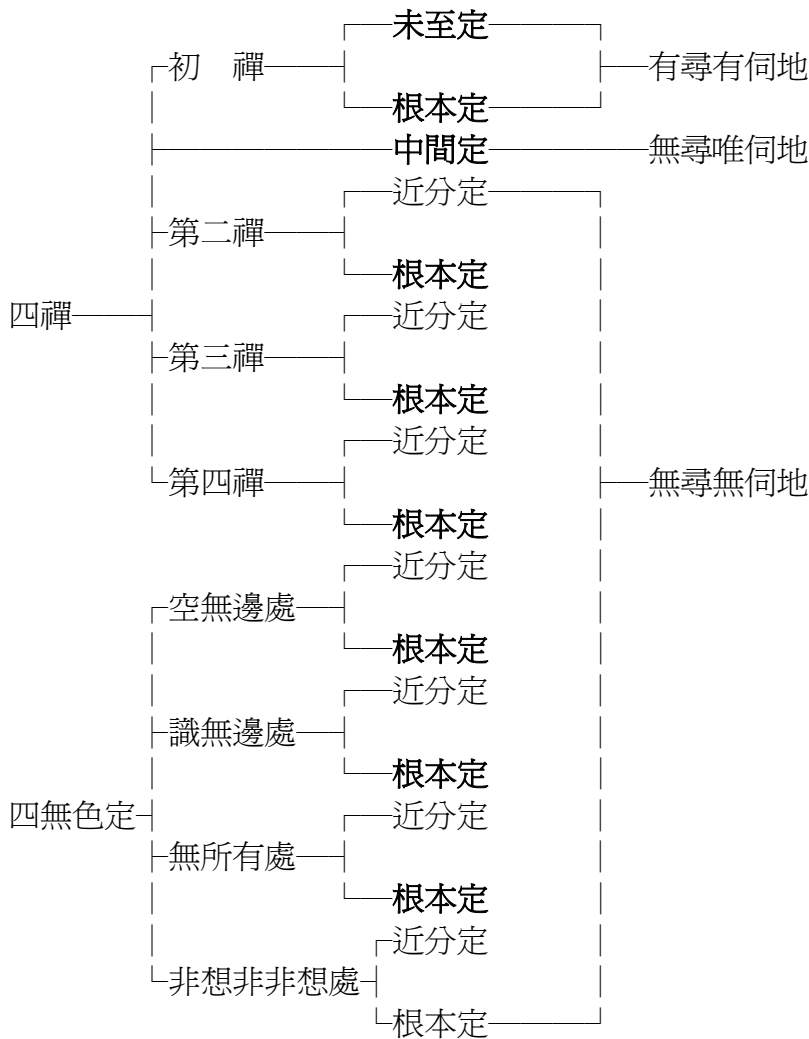 未至定
初　禪
有尋有伺地
根本定
中間定
無尋唯伺地
近分定
第二禪
根本定
四禪
近分定
第三禪
根本定
近分定
第四禪
無尋無伺地
根本定
近分定
空無邊處
根本定
近分定
識無邊處
根本定
四無色定
近分定
無所有處
根本定
近分定
非想非非想處
根本定